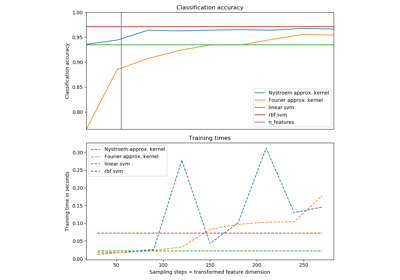 Classification accuracy
1.00
0.95
0.90
0.85
0.80
Classification accuracy
Nystroem approx. kernel
Fourier approx. kernel
linear svm
rbf svm
n_features
Training times
0.30
0.25
0.20
0.15
0.10
0.05
0.00
Training time in seconds
Nystroem approx. kernel
Fourier approx. kernel
linear svm
rbf svm
50 100 150 200 250
Sampling steps = transformed feature dimension